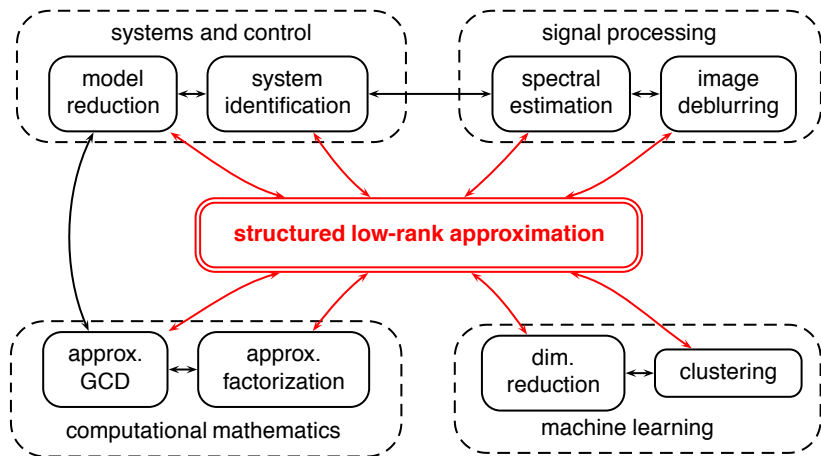 systems and control
model
reduction
system
identification
signal processing
spectral
estimation
image
deblurring
structured low-rank approximation
approx.
GCD
approx.
factorization
computational mathematics
dim.
reduction
clustering
machine learning